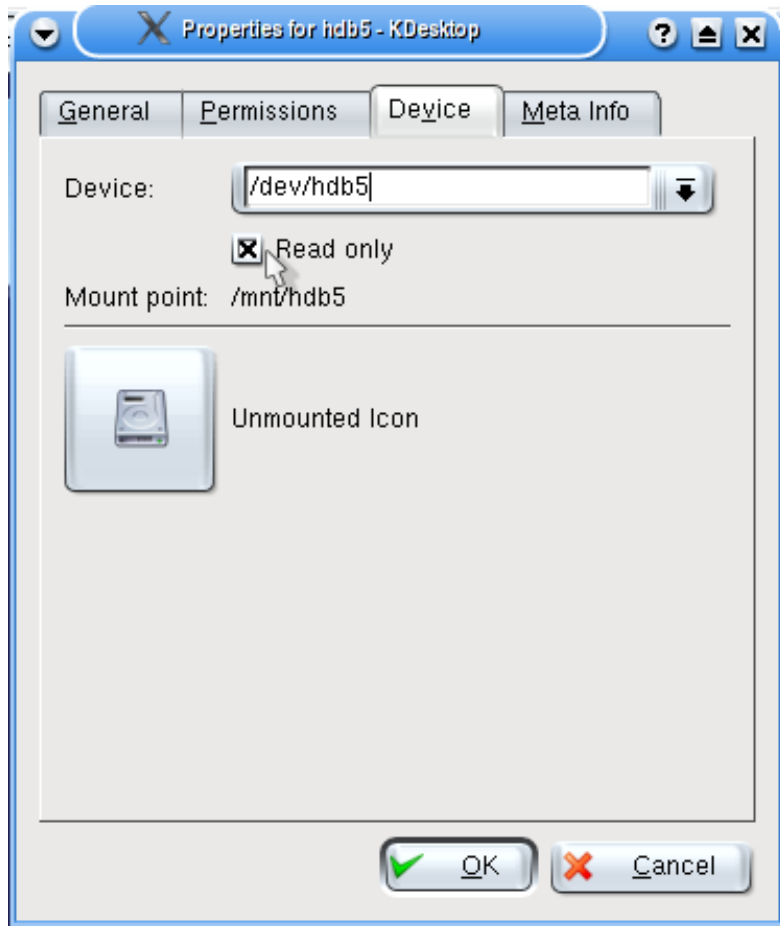 Properties for hdb5 - KDesktop
General Permissions Device Meta Info
Device: /dev/hdb5
Read only
Mount point: /mnt/hdb5
Unmounted Icon
OK Cancel